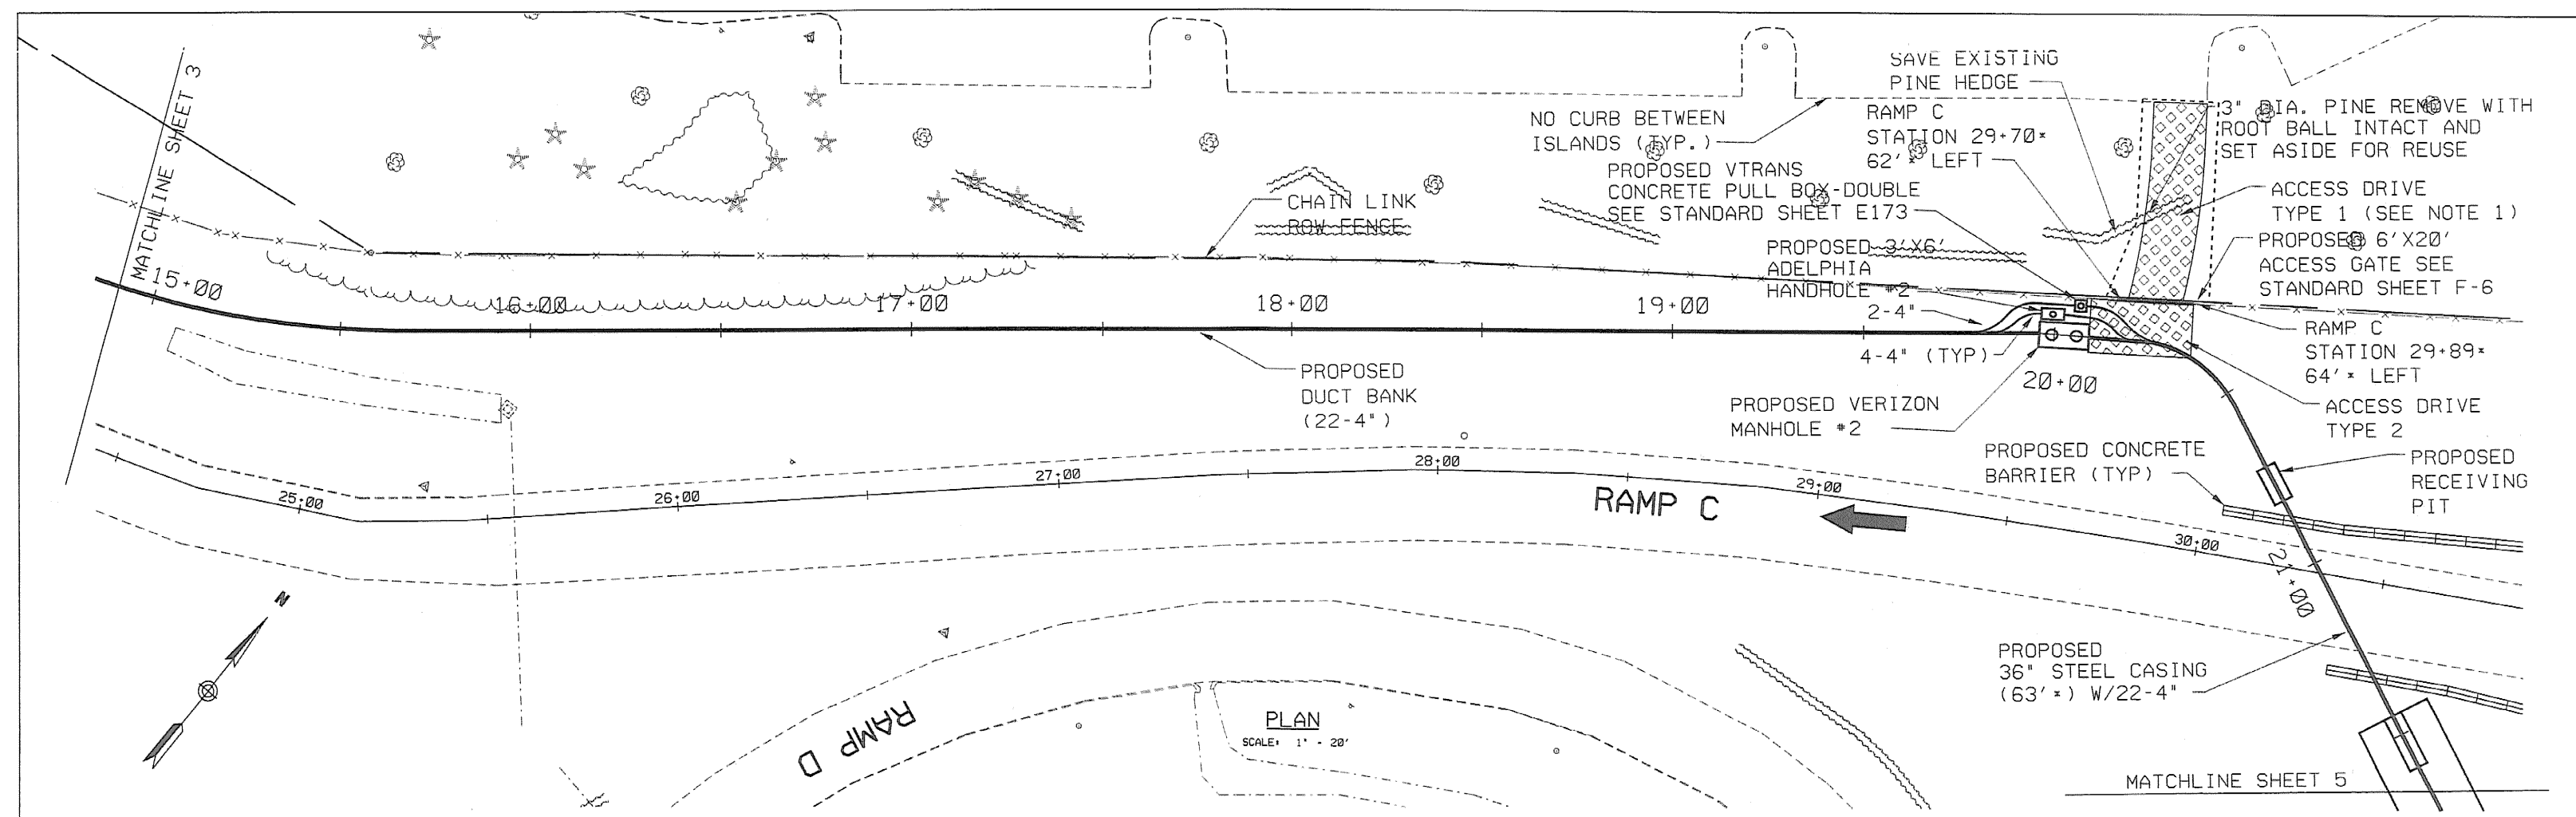 MATCHLINE SHEET 3
SAVE EXISTING
PINE HEDGE
NO CURB BETWEEN
ISLANDS (TYP.)
RAMP C
STATION 29+70±
62'± LEFT
3" DIA. PINE REMOVE WITH
ROOT BALL INTACT AND
SET ASIDE FOR REUSE
PROPOSED VTRANS
CONCRETE PULL BOX-DOUBLE
SEE STANDARD SHEET E173
CHAIN LINK
ROW FENCE
ACCESS DRIVE
TYPE 1 (SEE NOTE 1)
PROPOSED 3'X6'
ADELPHIA
HANDHOLE #2
PROPOSED 6'X20'
ACCESS GATE SEE
STANDARD SHEET F-6
15+00
16+00
17+00
18+00
19+00
2-4"
4-4" (TYP)
20+00
RAMP C
STATION 29+89±
64'± LEFT
PROPOSED
DUCT BANK
(22-4")
PROPOSED VERIZON
MANHOLE #2
ACCESS DRIVE
TYPE 2
PROPOSED CONCRETE
BARRIER (TYP)
PROPOSED
RECEIVING
PIT
25+00
26+00
27+00
28+00
29+00
30+00
RAMP C
21+00
N
PROPOSED
36" STEEL CASING
(63'±) W/22-4"
RAMP D
PLAN
SCALE: 1" - 20'
MATCHLINE SHEET 5